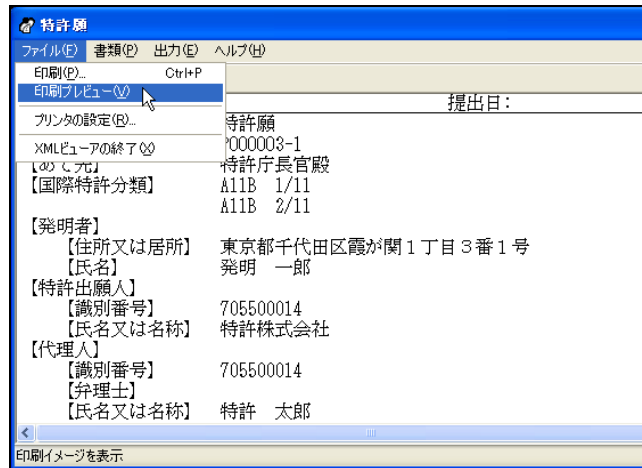 特許願
ファイル(F) 書類(P) 出力(E) ヘルプ(H)
印刷(P)... Ctrl+P
印刷プレビュー(V)
プリンタの設定(R)...
XMLビューアの終了(X)
提出日：
特許願
P000003-1
【あて先】 特許庁長官殿
【国際特許分類】 A11B 1/11
A11B 2/11
【発明者】
【住所又は居所】 東京都千代田区霞が関１丁目３番１号
【氏名】 発明 一郎
【特許出願人】
【識別番号】 705500014
【氏名又は名称】 特許株式会社
【代理人】
【識別番号】 705500014
【弁理士】
【氏名又は名称】 特許 太郎
印刷イメージを表示